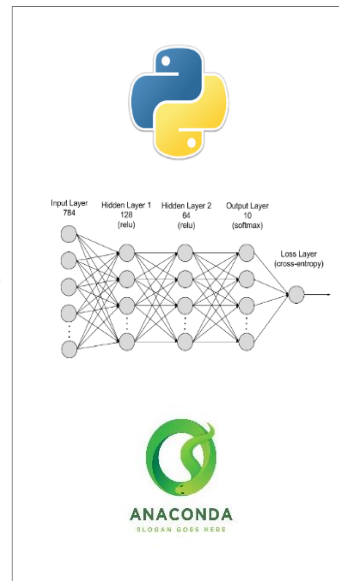 Input Layer
784
Hidden Layer 1
128
(relu)
Hidden Layer 2
64
(relu)
Output Layer
10
(softmax)
Loss Layer
(cross-entropy)
ANACONDA
SLOGAN GOES HERE